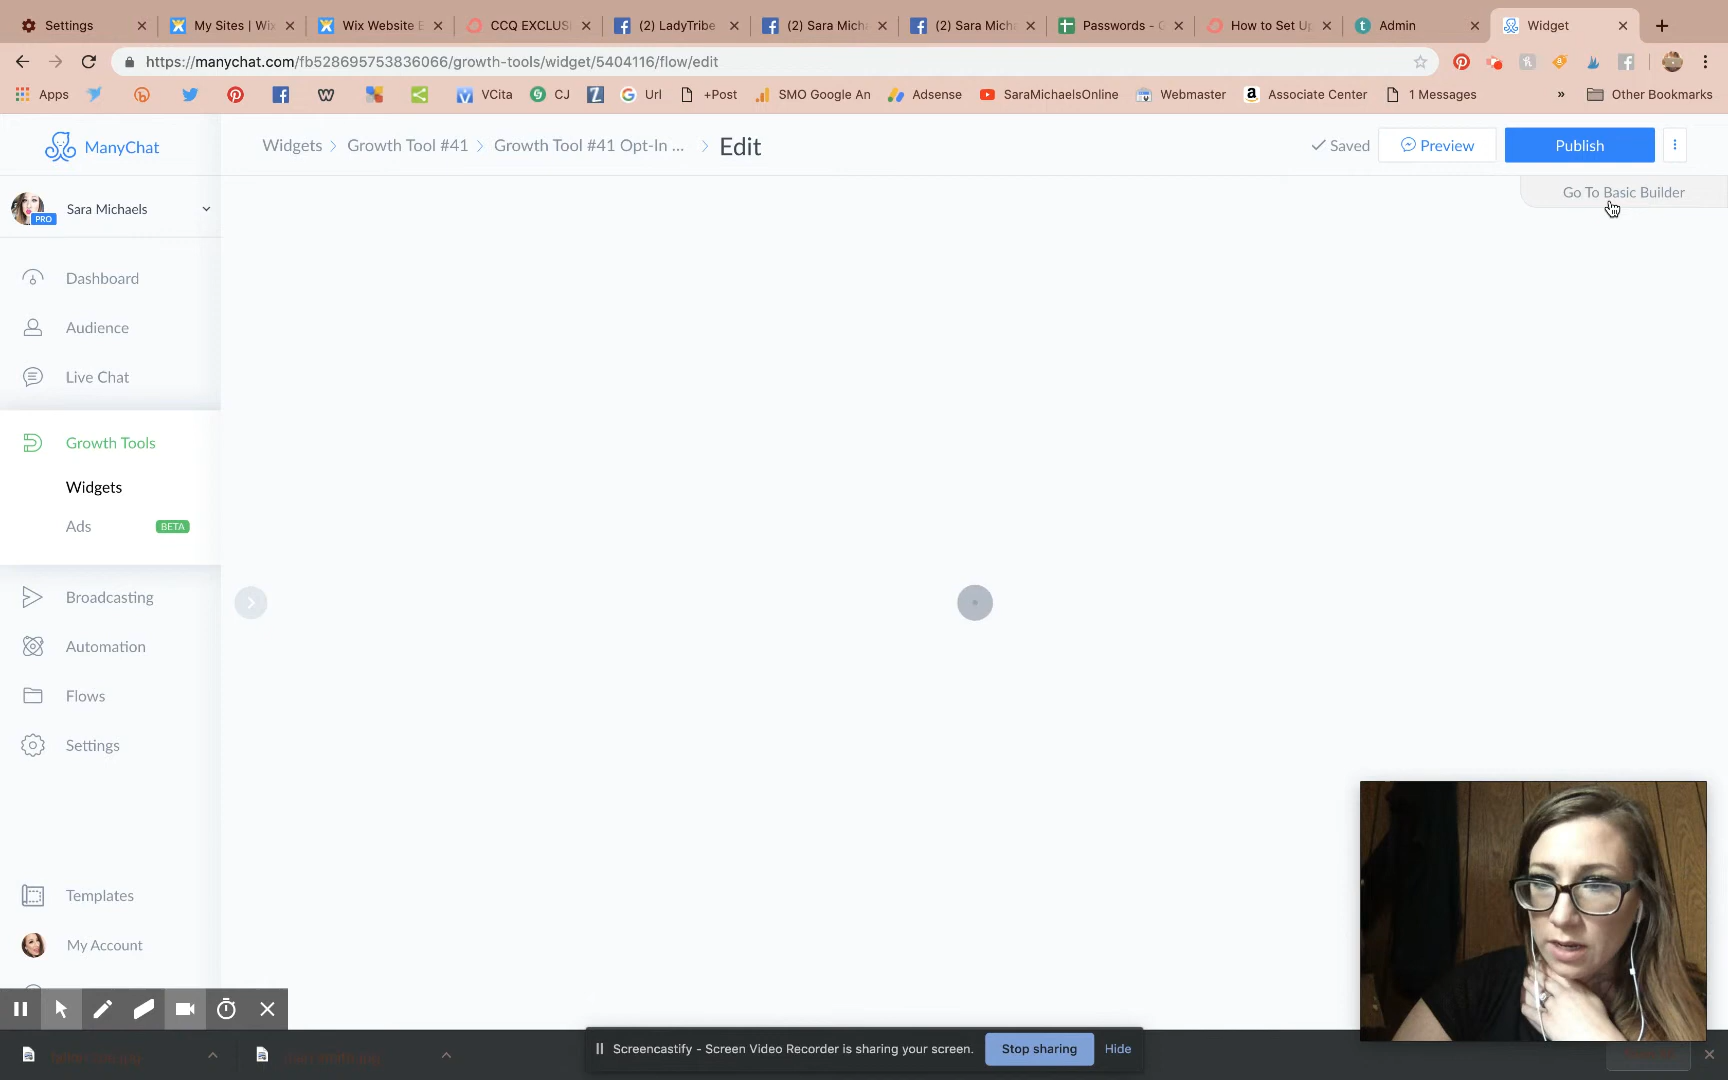 Settings
My Sites | Wix
Wix Website E
CCQ EXCLUSI
(2) LadyTribe
(2) Sara Micha
(2) Sara Micha
Passwords - G
How to Set Up
Admin
Widget
https://manychat.com/fb528695753836066/growth-tools/widget/5404116/flow/edit
Apps
VCita
CJ
Url
+Post
SMO Google An
Adsense
SaraMichaelsOnline
Webmaster
Associate Center
1 Messages
»
Other Bookmarks
ManyChat
Widgets > Growth Tool #41 > Growth Tool #41 Opt-In ... > Edit
Saved
Preview
Publish
Go To Basic Builder
Sara Michaels
PRO
Dashboard
Audience
Live Chat
Growth Tools
Widgets
Ads BETA
Broadcasting
Automation
Flows
Settings
Templates
My Account
Screencastify - Screen Video Recorder is sharing your screen.
Stop sharing
Hide